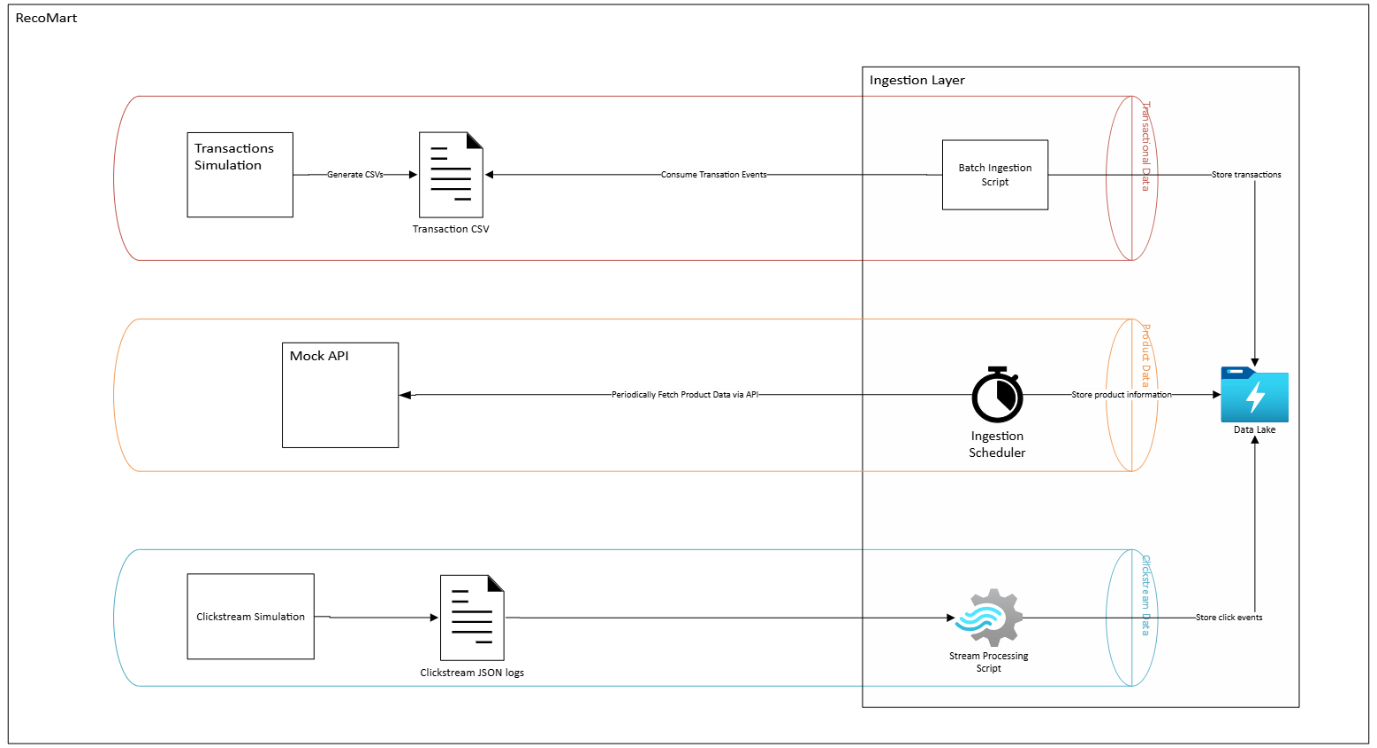 RecoMart
Ingestion Layer
Transactional Data
Transactions
Simulation
Generate CSVs
Transaction CSV
Consume Transation Events
Batch Ingestion
Script
Store transactions
Product Data
Mock API
Periodically Fetch Product Data via API
Ingestion
Scheduler
Store product information
Data Lake
Clickstream Data
Clickstream Simulation
Clickstream JSON logs
Stream Processing
Script
Store click events